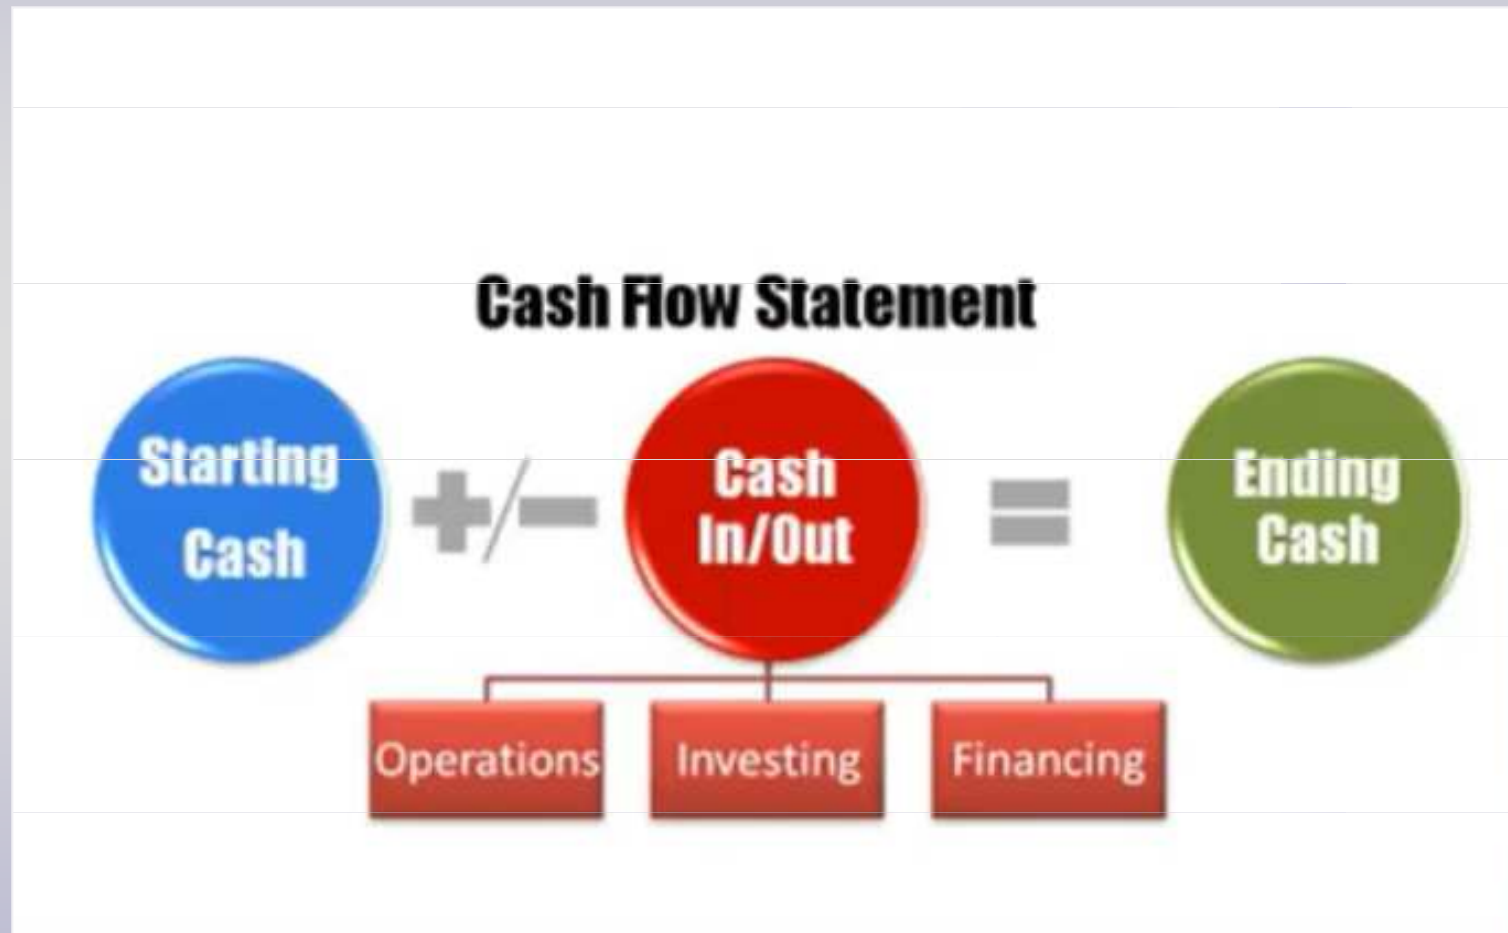 Cash Flow Statement
Starting
Cash
+/−
Cash
In/Out
=
Ending
Cash
Operations
Investing
Financing